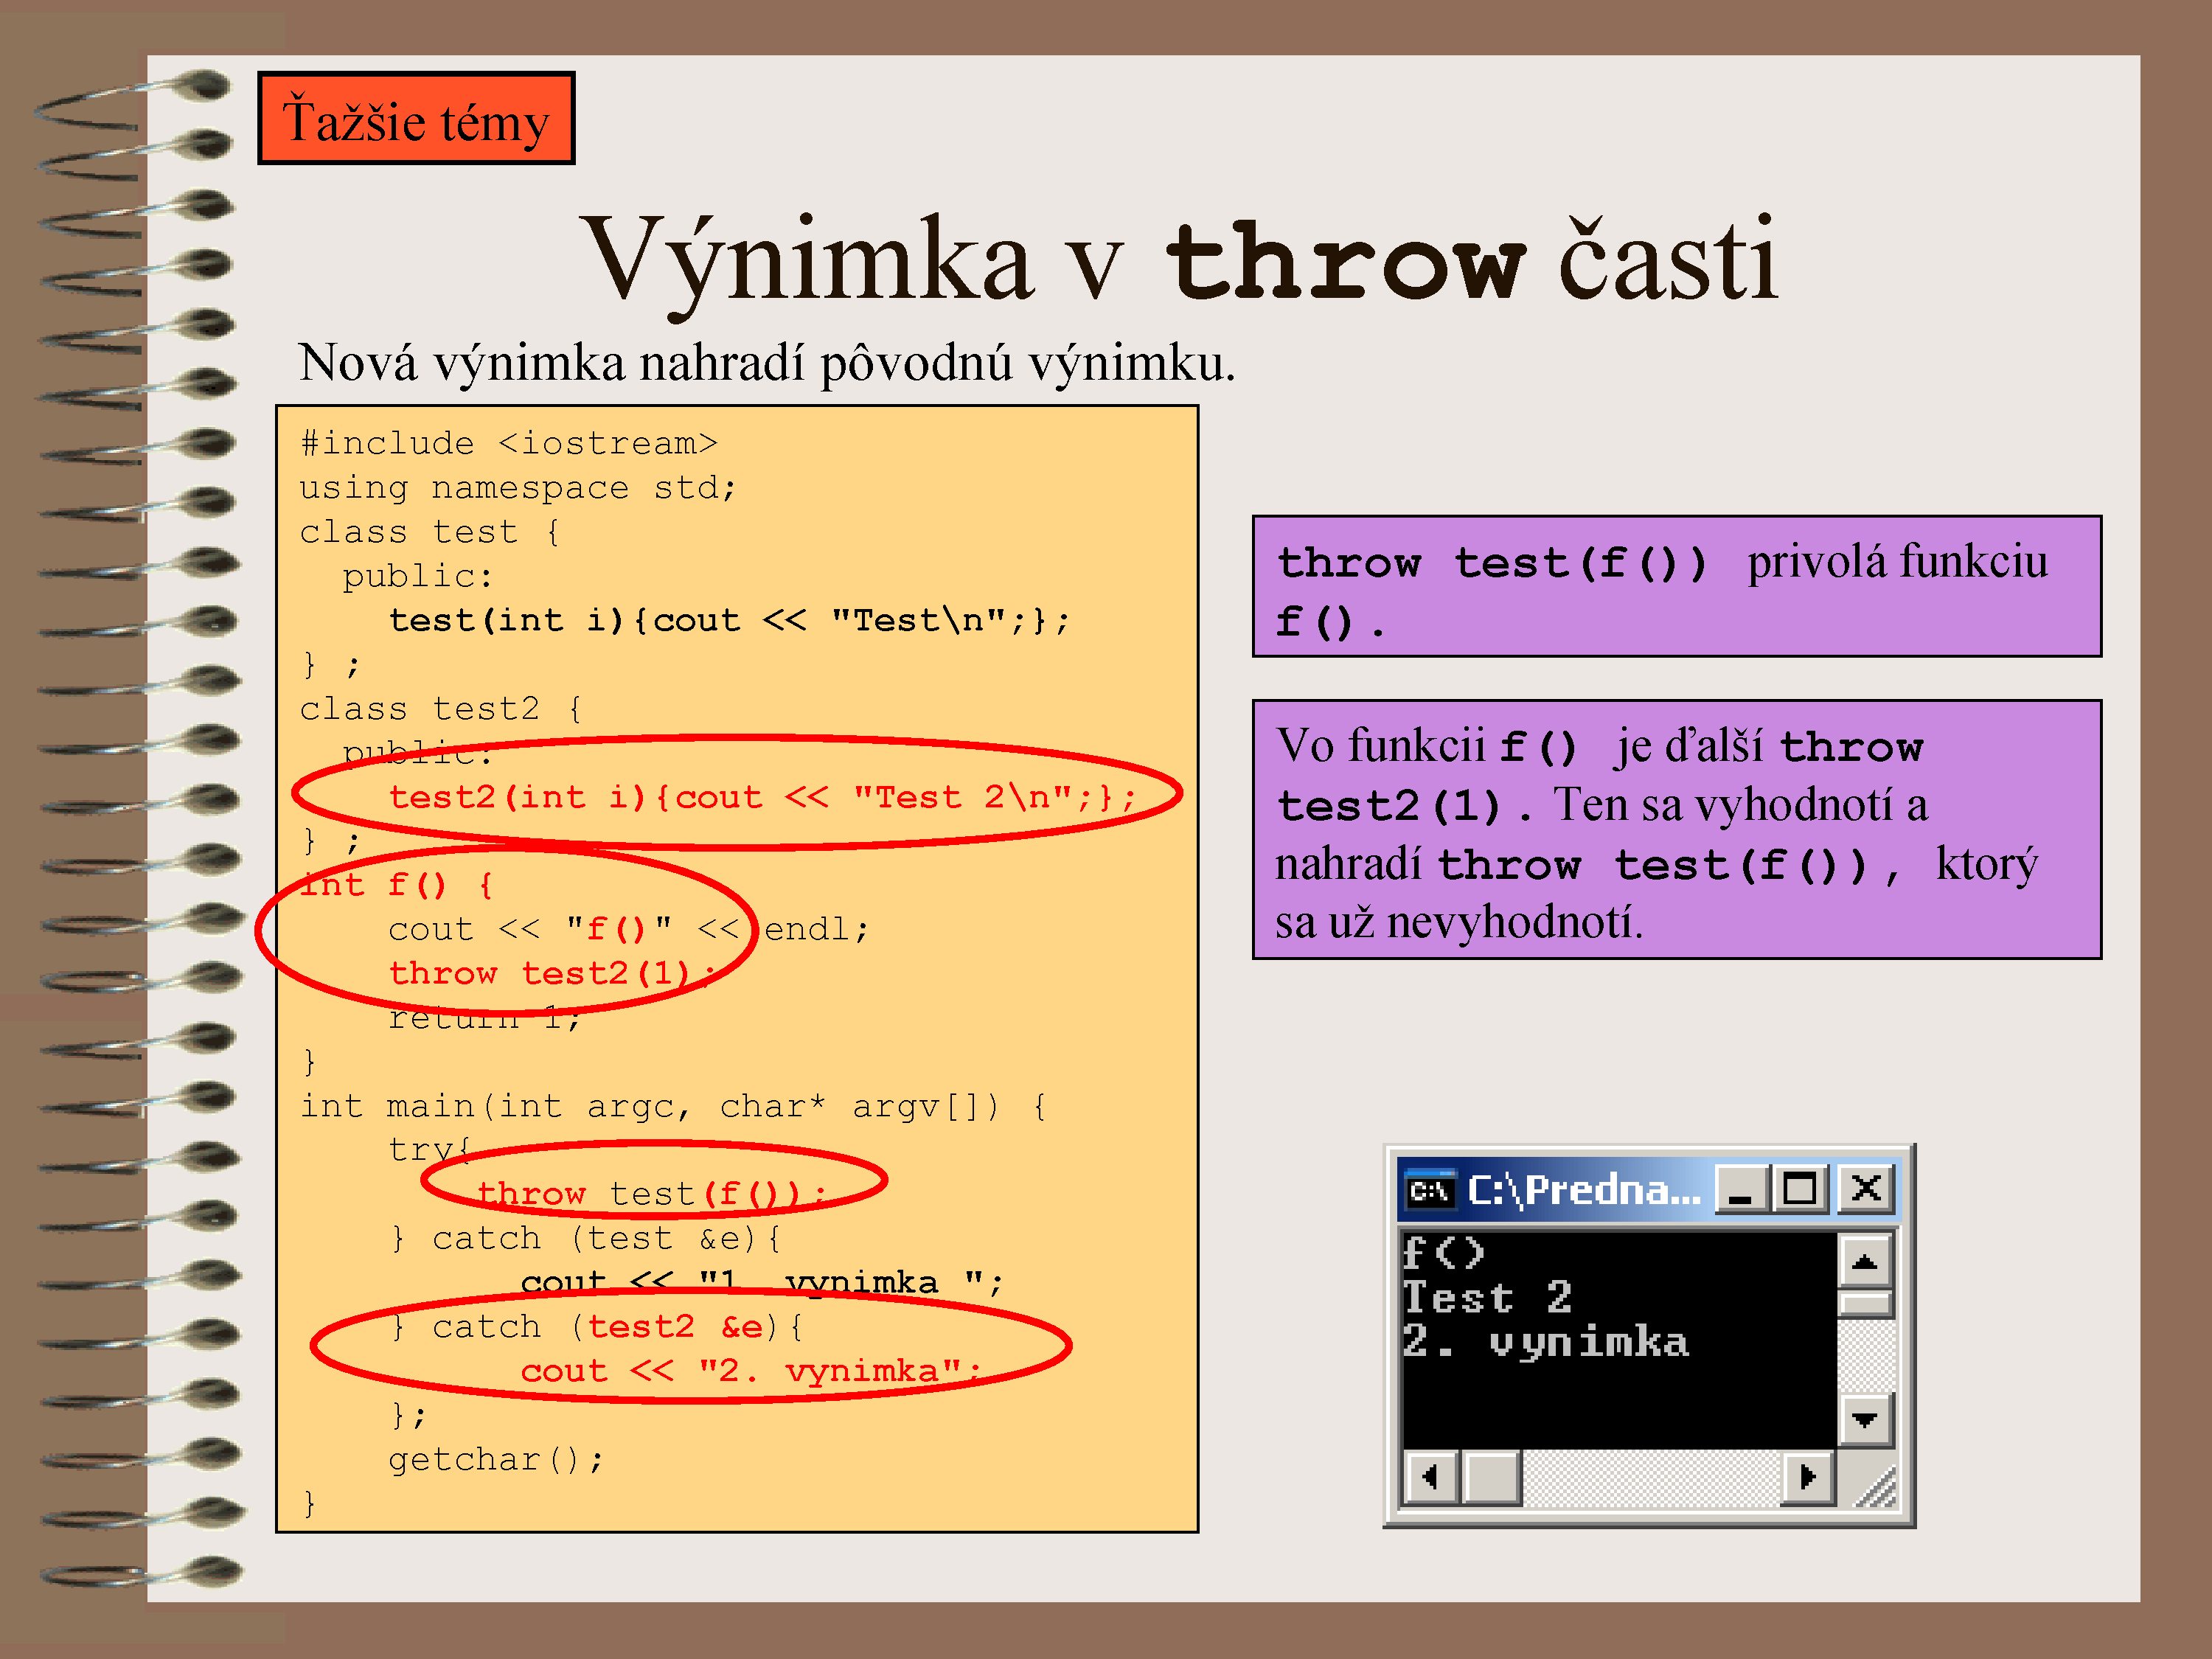 Ťažšie témy
Výnimka v throw časti
Nová výnimka nahradí pôvodnú výnimku.
#include <iostream>
using namespace std;
class test {
public:
test(int i){cout << "Test\n";};
} ;
class test2 {
public:
test2(int i){cout << "Test 2\n";};
} ;
int f() {
cout << "f()" << endl;
throw test2(1);
return 1;
}
int main(int argc, char* argv[]) {
try{
throw test(f());
} catch (test &e){
cout << "1. vynimka ";
} catch (test2 &e){
cout << "2. vynimka";
};
getchar();
}
throw test(f()) privolá funkciu
f().
Vo funkcii f() je ďalší throw
test2(1). Ten sa vyhodnotí a
nahradí throw test(f()), ktorý
sa už nevyhodnotí.
C:\ C:\Predna...
f()
Test 2
2. vynimka